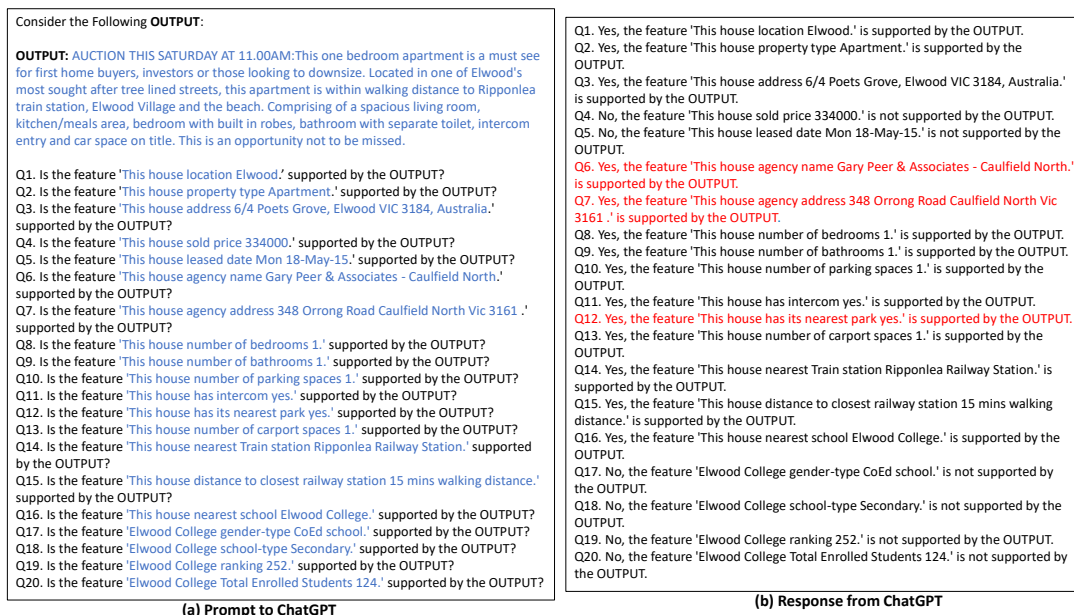 Consider the Following OUTPUT:
OUTPUT: AUCTION THIS SATURDAY AT 11.00AM:This one bedroom apartment is a must see
for first home buyers, investors or those looking to downsize. Located in one of Elwood's
most sought after tree lined streets, this apartment is within walking distance to Ripponlea
train station, Elwood Village and the beach. Comprising of a spacious living room,
kitchen/meals area, bedroom with built in robes, bathroom with separate toilet, intercom
entry and car space on title. This is an opportunity not to be missed.
Q1. Is the feature 'This house location Elwood.' supported by the OUTPUT?
Q2. Is the feature 'This house property type Apartment.' supported by the OUTPUT?
Q3. Is the feature 'This house address 6/4 Poets Grove, Elwood VIC 3184, Australia.'
supported by the OUTPUT?
Q4. Is the feature 'This house sold price 334000.' supported by the OUTPUT?
Q5. Is the feature 'This house leased date Mon 18-May-15.' supported by the OUTPUT?
Q6. Is the feature 'This house agency name Gary Peer & Associates - Caulfield North.'
supported by the OUTPUT?
Q7. Is the feature 'This house agency address 348 Orrong Road Caulfield North Vic 3161 .'
supported by the OUTPUT?
Q8. Is the feature 'This house number of bedrooms 1.' supported by the OUTPUT?
Q9. Is the feature 'This house number of bathrooms 1.' supported by the OUTPUT?
Q10. Is the feature 'This house number of parking spaces 1.' supported by the OUTPUT?
Q11. Is the feature 'This house has intercom yes.' supported by the OUTPUT?
Q12. Is the feature 'This house has its nearest park yes.' supported by the OUTPUT?
Q13. Is the feature 'This house number of carport spaces 1.' supported by the OUTPUT?
Q14. Is the feature 'This house nearest Train station Ripponlea Railway Station.' supported
by the OUTPUT?
Q15. Is the feature 'This house distance to closest railway station 15 mins walking distance.'
supported by the OUTPUT?
Q16. Is the feature 'This house nearest school Elwood College.' supported by the OUTPUT?
Q17. Is the feature 'Elwood College gender-type CoEd school.' supported by the OUTPUT?
Q18. Is the feature 'Elwood College school-type Secondary.' supported by the OUTPUT?
Q19. Is the feature 'Elwood College ranking 252.' supported by the OUTPUT?
Q20. Is the feature 'Elwood College Total Enrolled Students 124.' supported by the OUTPUT?
(a) Prompt to ChatGPT
Q1. Yes, the feature 'This house location Elwood.' is supported by the OUTPUT.
Q2. Yes, the feature 'This house property type Apartment.' is supported by the
OUTPUT.
Q3. Yes, the feature 'This house address 6/4 Poets Grove, Elwood VIC 3184, Australia.'
is supported by the OUTPUT.
Q4. No, the feature 'This house sold price 334000.' is not supported by the OUTPUT.
Q5. No, the feature 'This house leased date Mon 18-May-15.' is not supported by the
OUTPUT.
Q6. Yes, the feature 'This house agency name Gary Peer & Associates - Caulfield North.'
is supported by the OUTPUT.
Q7. Yes, the feature 'This house agency address 348 Orrong Road Caulfield North Vic
3161 .' is supported by the OUTPUT.
Q8. Yes, the feature 'This house number of bedrooms 1.' is supported by the OUTPUT.
Q9. Yes, the feature 'This house number of bathrooms 1.' is supported by the OUTPUT.
Q10. Yes, the feature 'This house number of parking spaces 1.' is supported by the
OUTPUT.
Q11. Yes, the feature 'This house has intercom yes.' is supported by the OUTPUT.
Q12. Yes, the feature 'This house has its nearest park yes.' is supported by the OUTPUT.
Q13. Yes, the feature 'This house number of carport spaces 1.' is supported by the
OUTPUT.
Q14. Yes, the feature 'This house nearest Train station Ripponlea Railway Station.' is
supported by the OUTPUT.
Q15. Yes, the feature 'This house distance to closest railway station 15 mins walking
distance.' is supported by the OUTPUT.
Q16. Yes, the feature 'This house nearest school Elwood College.' is supported by the
OUTPUT.
Q17. No, the feature 'Elwood College gender-type CoEd school.' is not supported by
the OUTPUT.
Q18. No, the feature 'Elwood College school-type Secondary.' is not supported by the
OUTPUT.
Q19. No, the feature 'Elwood College ranking 252.' is not supported by the OUTPUT.
Q20. No, the feature 'Elwood College Total Enrolled Students 124.' is not supported by
the OUTPUT.
(b) Response from ChatGPT